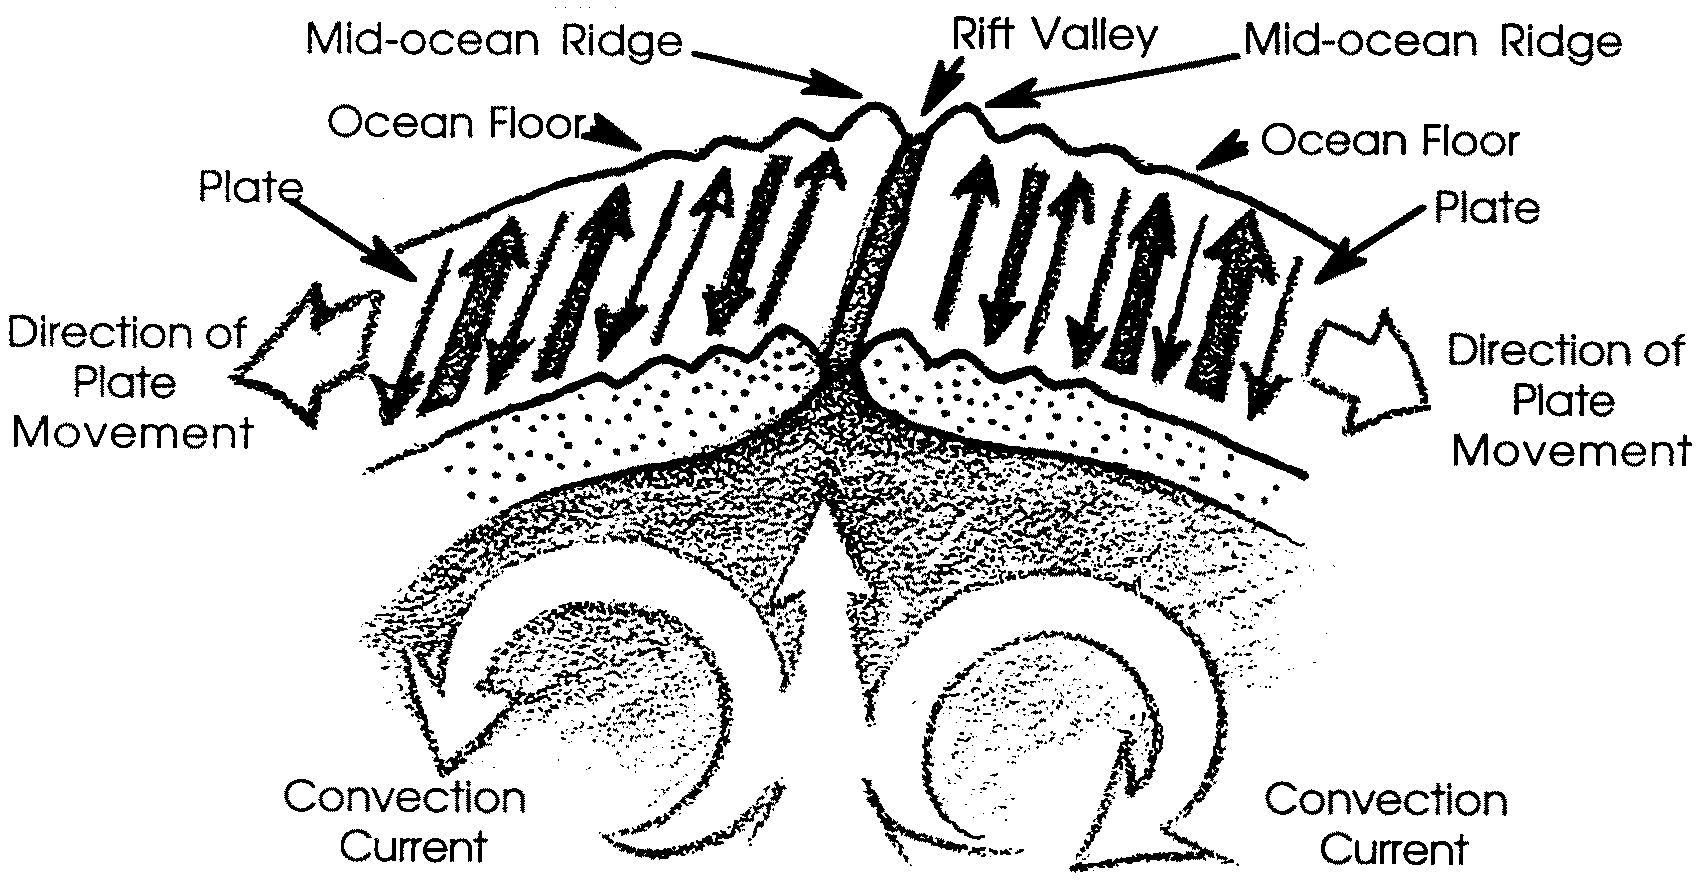 Mid-ocean Ridge
Rift Valley
Mid-ocean Ridge
Ocean Floor
Ocean Floor
Plate
Plate
Direction of
Plate
Movement
Direction of
Plate
Movement
Convection
Current
Convection
Current